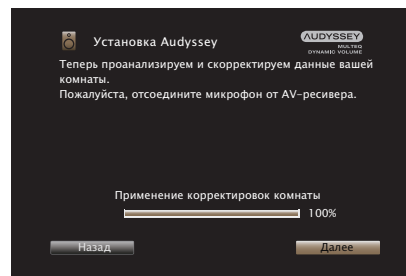 Установка Audyssey
AUDYSSEY
MULTEQ
DYNAMIC VOLUME
Теперь проанализируем и скорректируем данные вашей
комнаты.
Пожалуйста, отсоедините микрофон от AV-ресивера.
Применение корректировок комнаты
100%
Назад
Далее